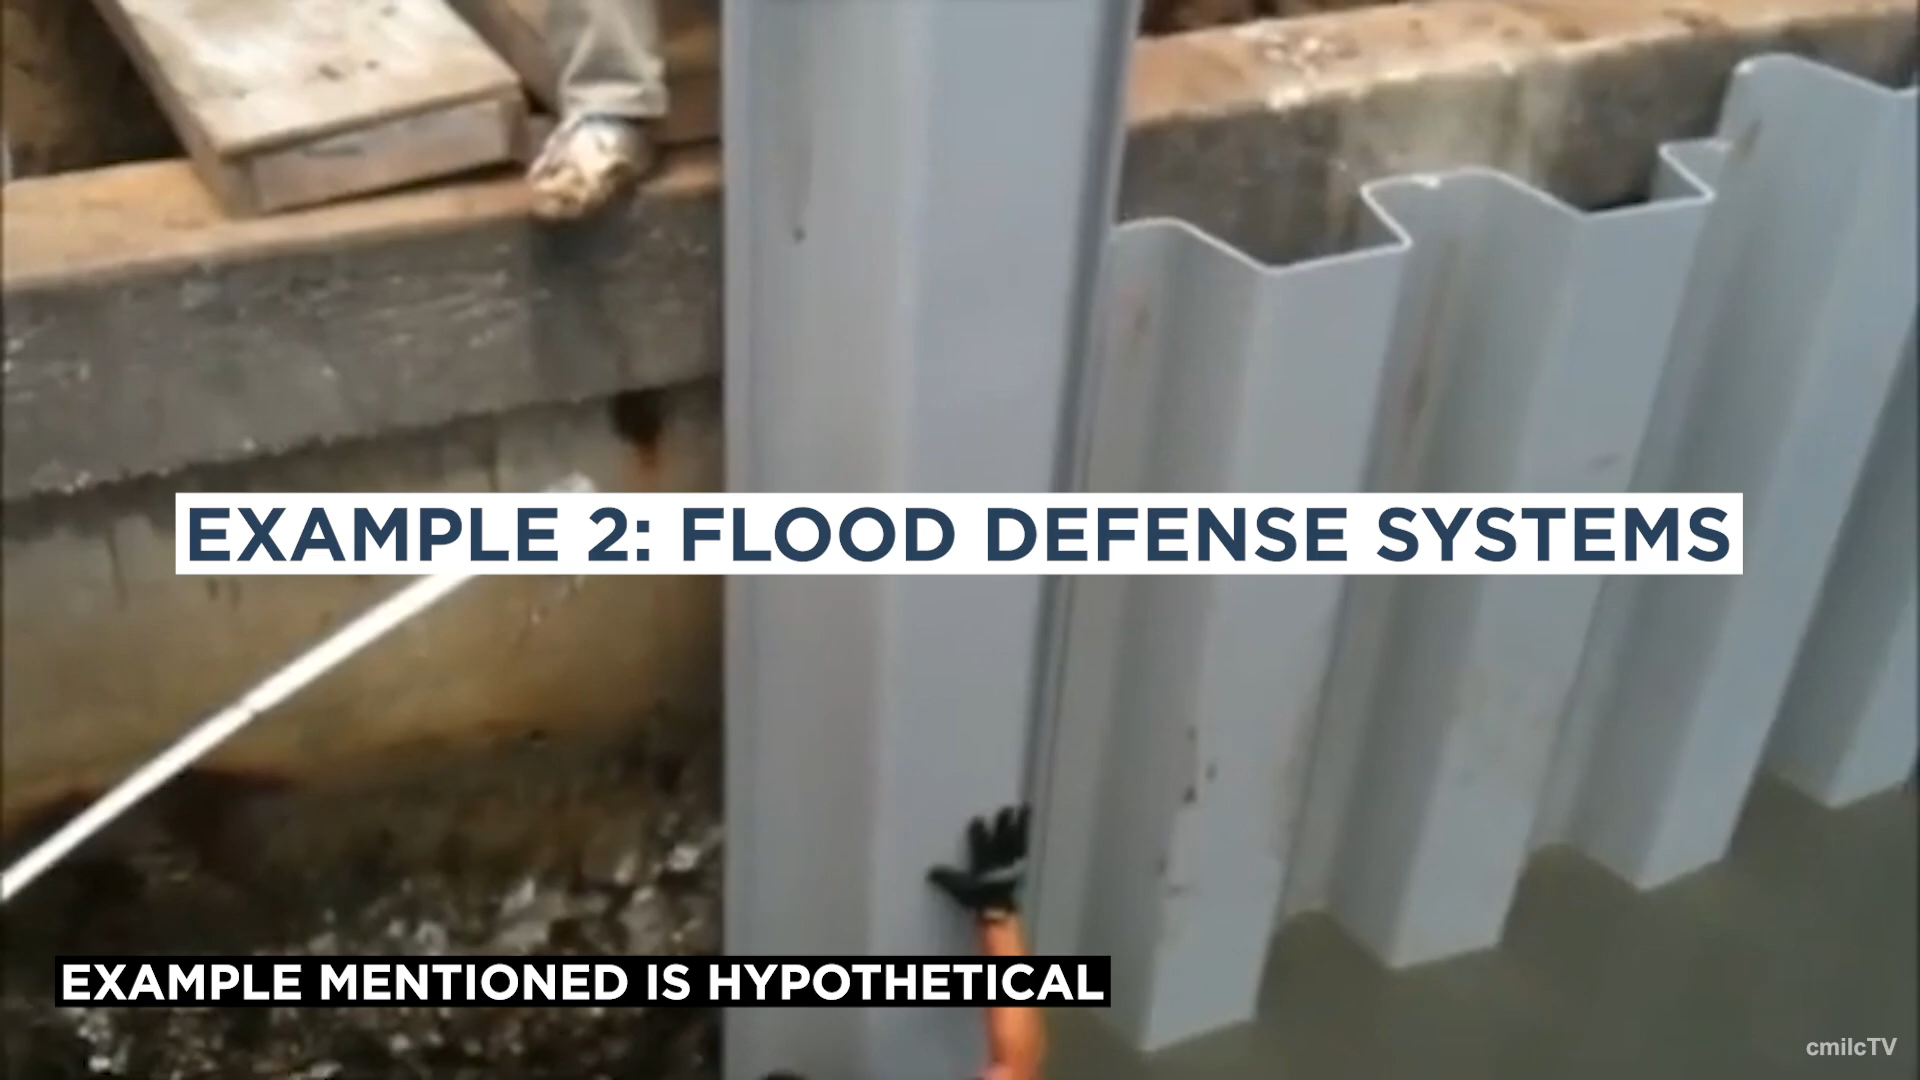 EXAMPLE 2: FLOOD DEFENSE SYSTEMS
EXAMPLE MENTIONED IS HYPOTHETICAL
cmilcTV